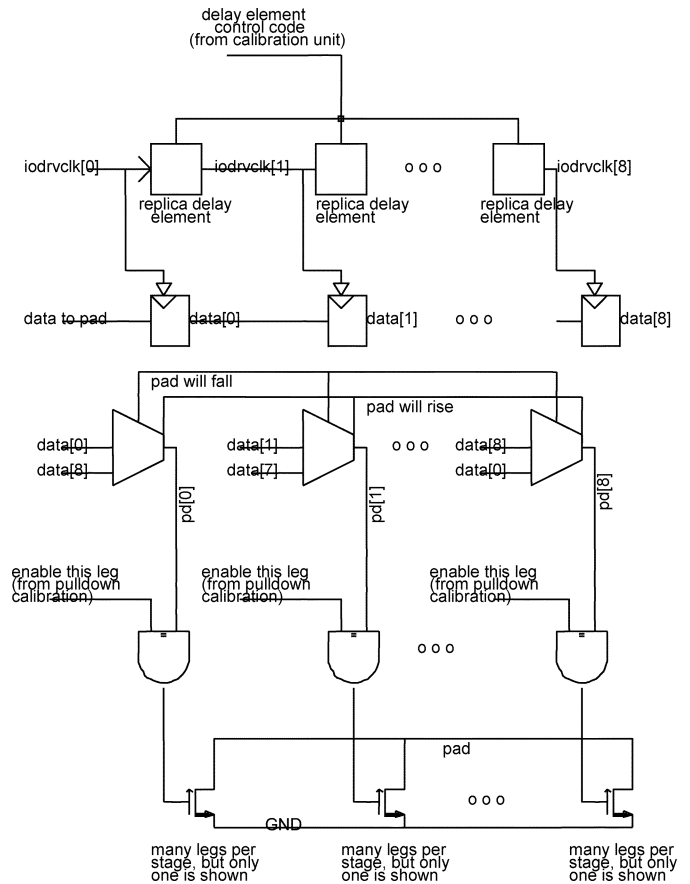 delay element
control code
(from calibration unit)
iodrvclk[0]
iodrvclk[1]
o o o
iodrvclk[8]
replica delay
element
replica delay
element
replica delay
element
data to pad
data[0]
data[1]
o o o
data[8]
pad will fall
pad will rise
data[0]
data[8]
data[1]
data[7]
o o o
data[8]
data[0]
pd[0]
pd[1]
pd[8]
enable this leg
(from pulldown
calibration)
enable this leg
(from pulldown
calibration)
enable this leg
(from pulldown
calibration)
=
=
=
o o o
pad
o o o
GND
many legs per
stage, but only
one is shown
many legs per
stage, but only
one is shown
many legs per
stage, but only
one is shown